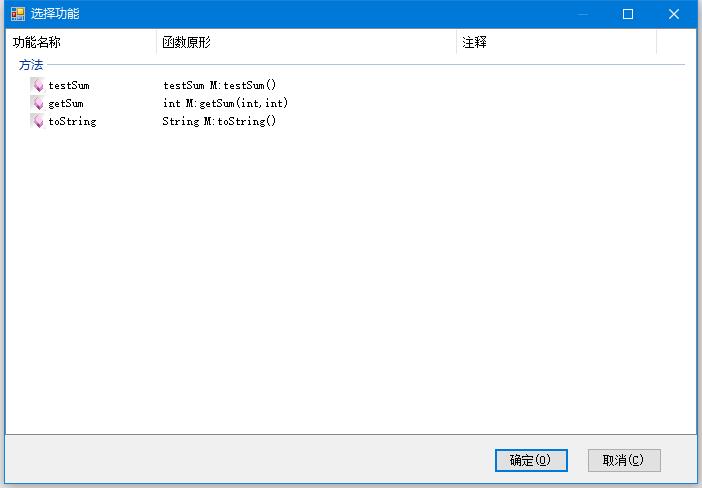 选择功能
功能名称 函数原形 注释
方法
testSum testSum M:testSum()
getSum int M:getSum(int,int)
toString String M:toString()
确定(O) 取消(C)